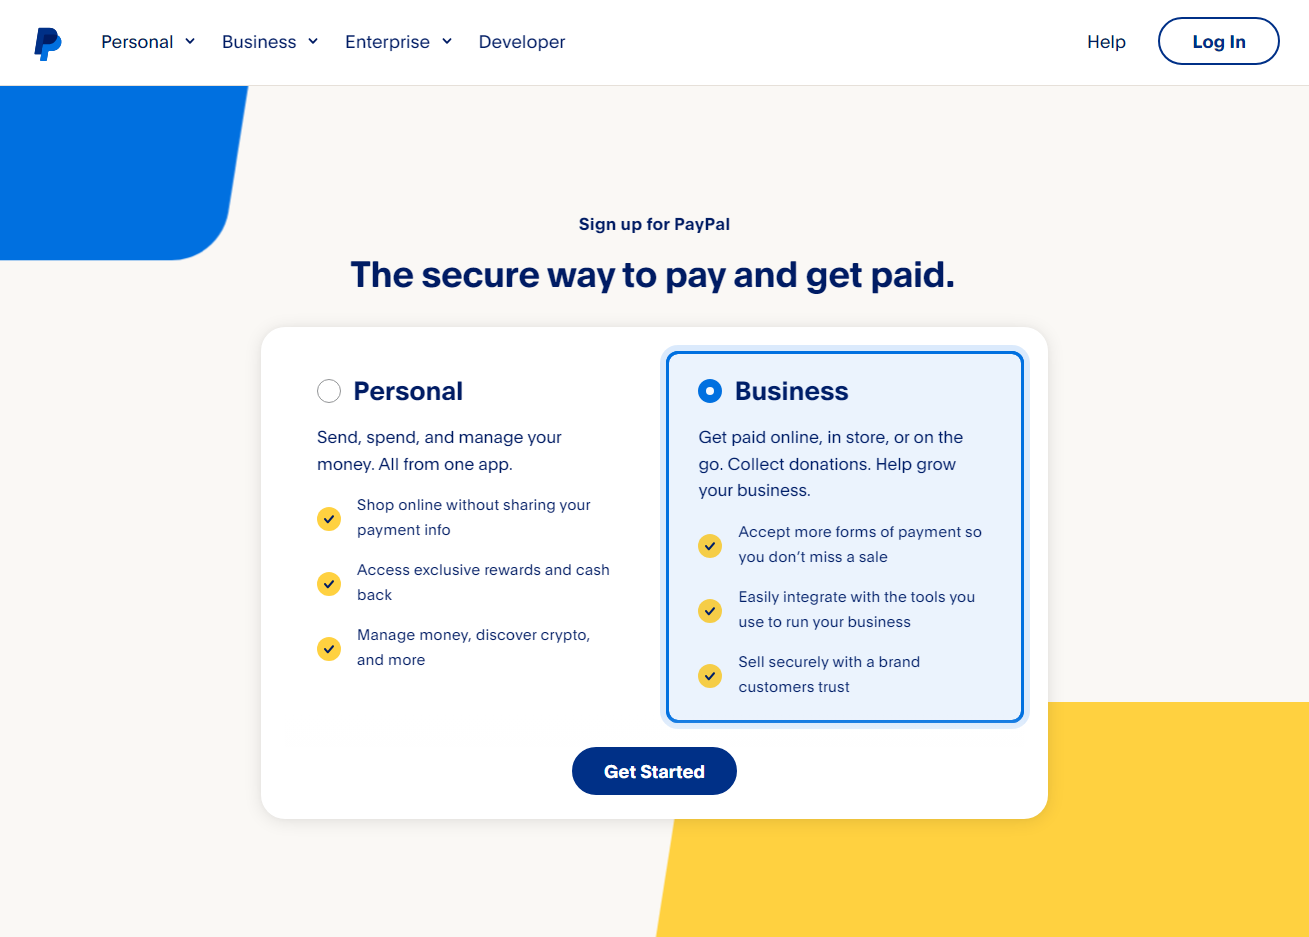 Personal
Business
Enterprise
Developer
Help
Log In
Sign up for PayPal
The secure way to pay and get paid.
Personal
Send, spend, and manage your
money. All from one app.
Shop online without sharing your
payment info
Access exclusive rewards and cash
back
Manage money, discover crypto,
and more
Business
Get paid online, in store, or on the
go. Collect donations. Help grow
your business.
Accept more forms of payment so
you don’t miss a sale
Easily integrate with the tools you
use to run your business
Sell securely with a brand
customers trust
Get Started